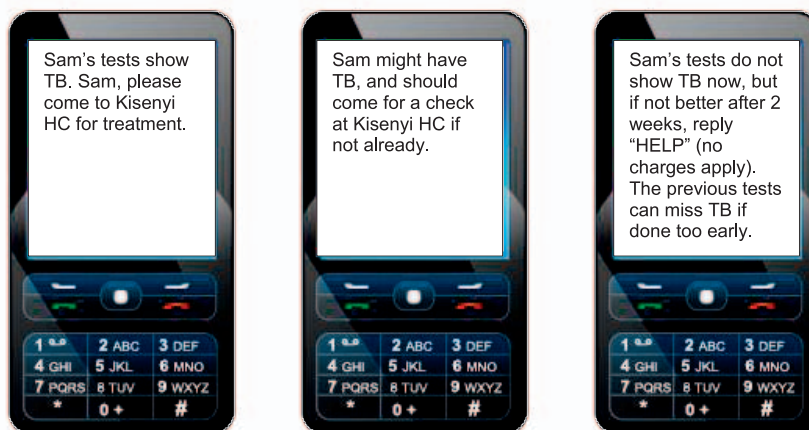 Sam’s tests show
TB. Sam, please
come to Kisenyi
HC for treatment.
1
2 ABC
3 DEF
4 GHI
5 JKL
6 MNO
7 PQRS
8 TUV
9 WXYZ
*
0 +
#
Sam might have
TB, and should
come for a check
at Kisenyi HC if
not already.
1
2 ABC
3 DEF
4 GHI
5 JKL
6 MNO
7 PQRS
8 TUV
9 WXYZ
*
0 +
#
Sam’s tests do not
show TB now, but
if not better after 2
weeks, reply
“HELP” (no
charges apply).
The previous tests
can miss TB if
done too early.
1
2 ABC
3 DEF
4 GHI
5 JKL
6 MNO
7 PQRS
8 TUV
9 WXYZ
*
0 +
#